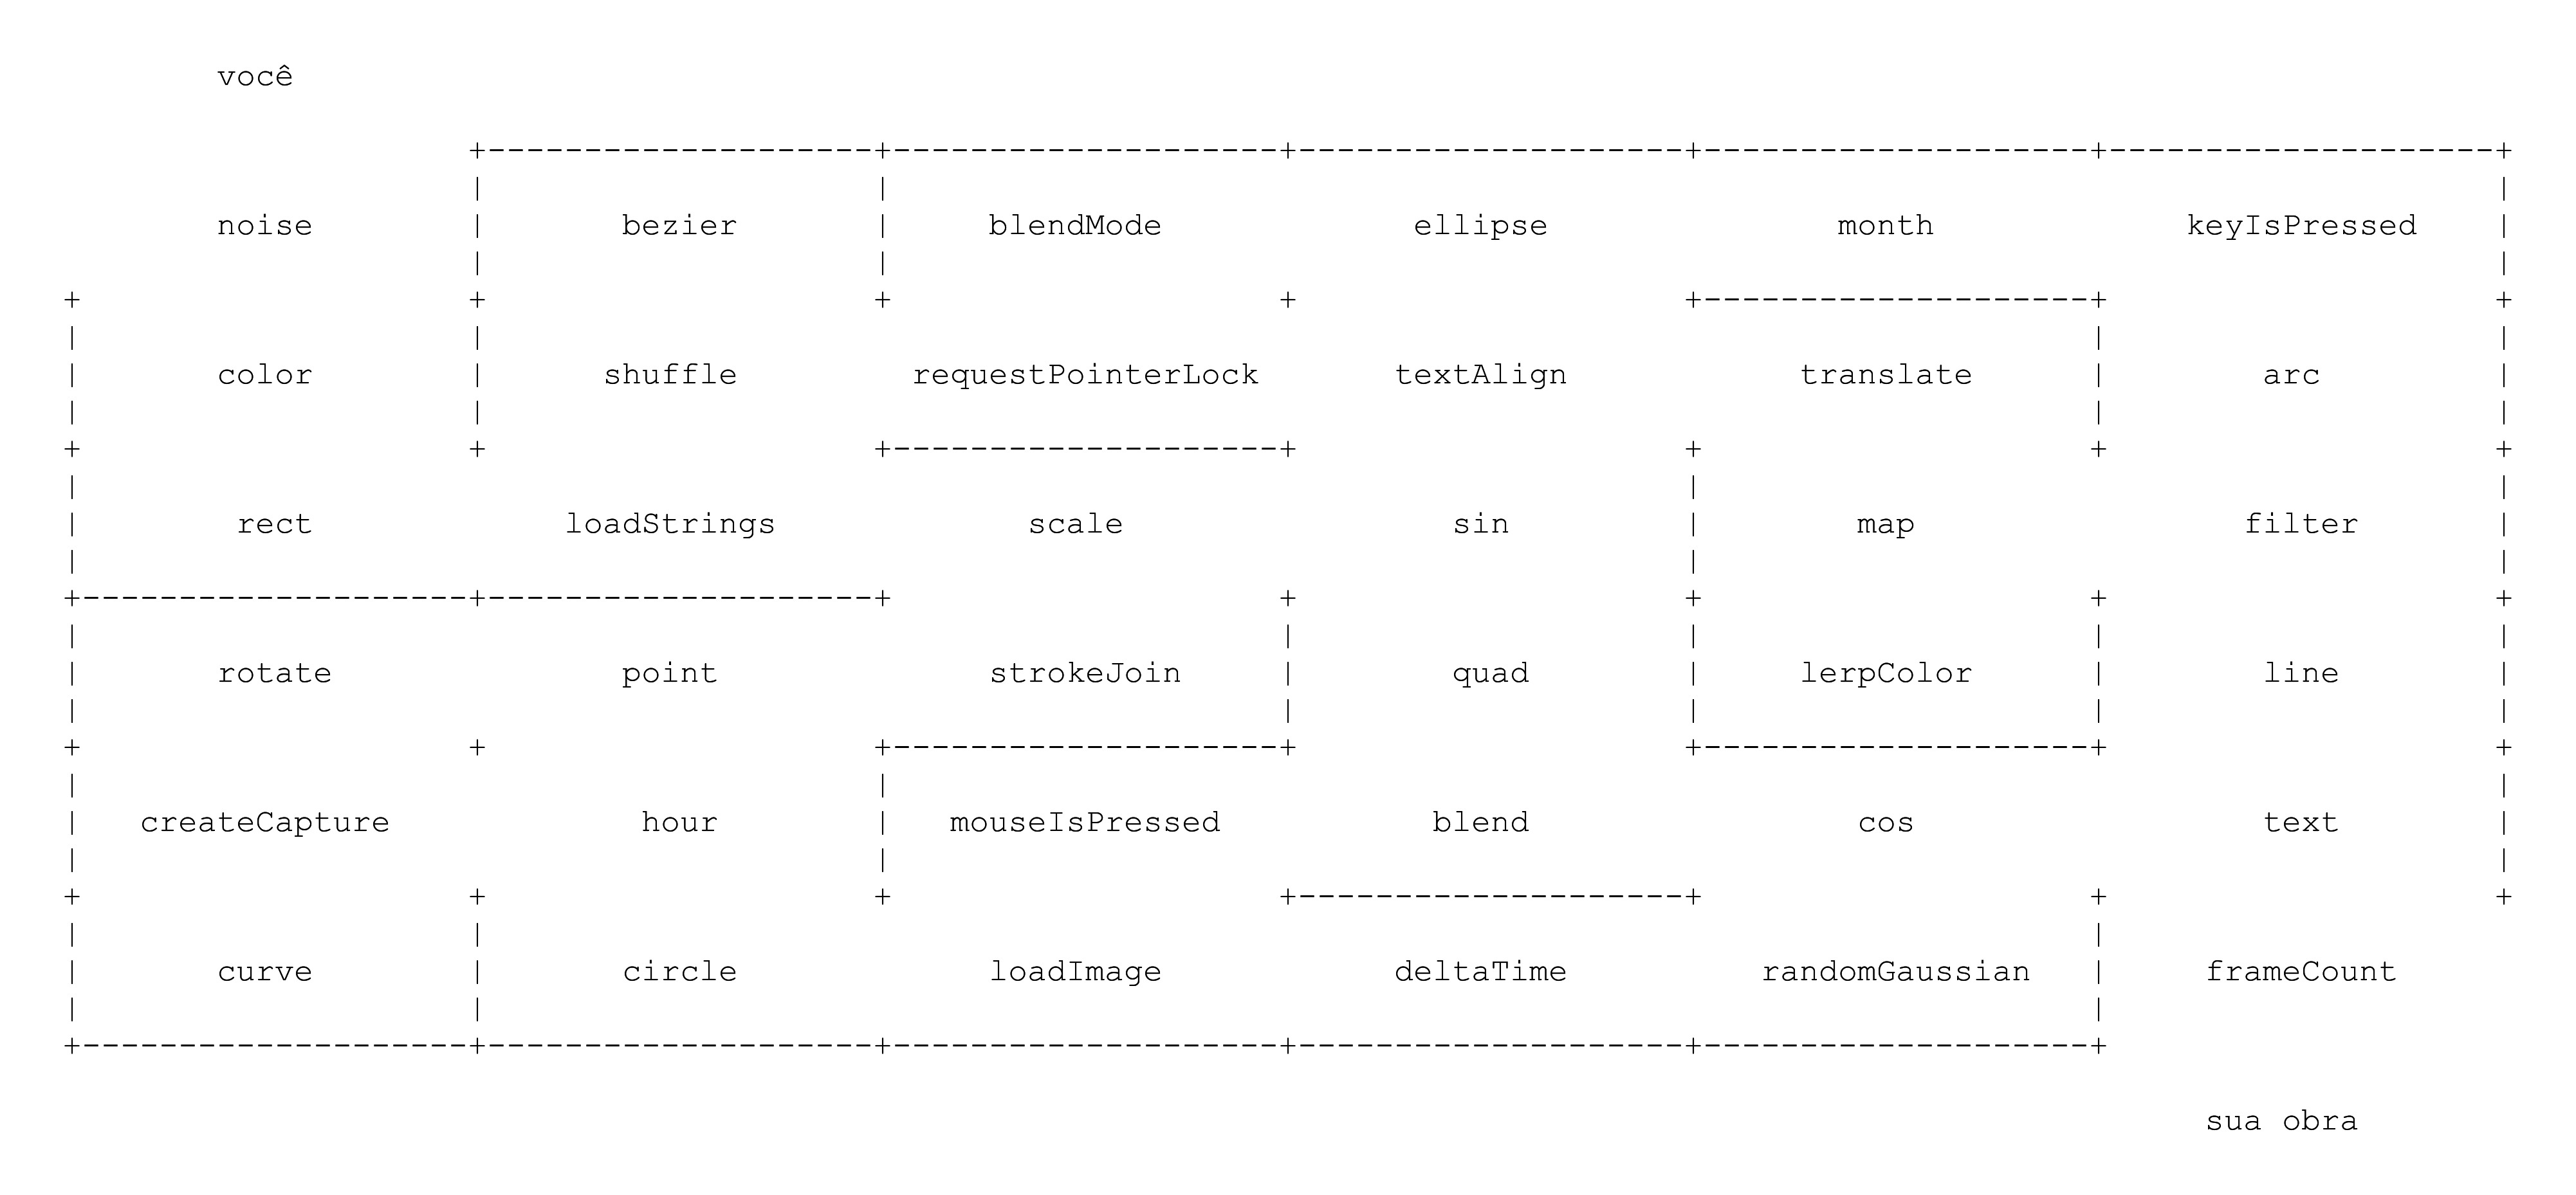 você
noise bezier blendMode ellipse month keyIsPressed
color shuffle requestPointerLock textAlign translate arc
rect loadStrings scale sin map filter
rotate point strokeJoin quad lerpColor line
createCapture hour mouseIsPressed blend cos text
curve circle loadImage deltaTime randomGaussian frameCount
sua obra